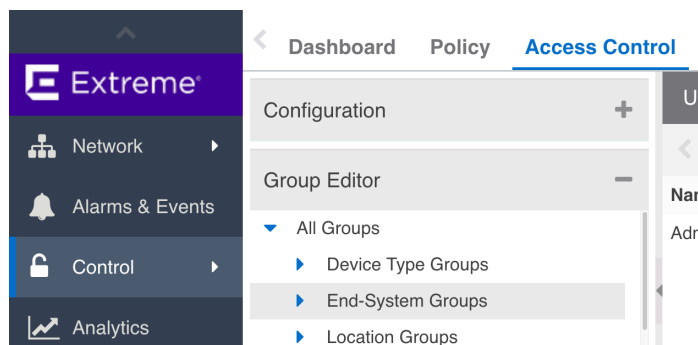 Extreme
Network
Alarms & Events
Control
Analytics
Dashboard
Policy
Access Control
Configuration
Group Editor
All Groups
Device Type Groups
End-System Groups
Location Groups